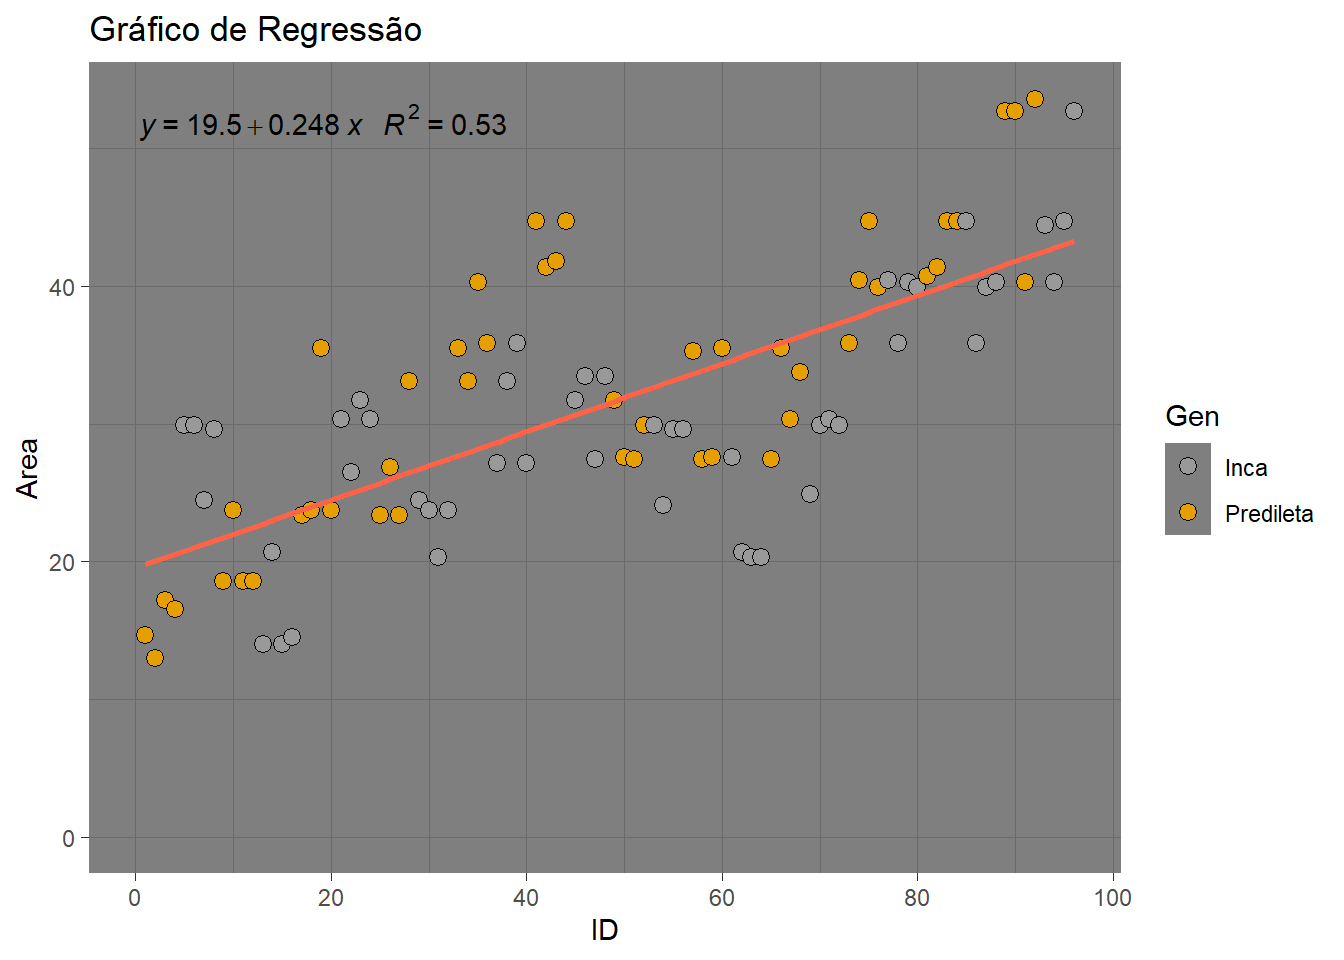 Gráfico de Regressão
y = 19.5 + 0.248 x R² = 0.53
Area
40
20
0
0 20 40 60 80 100
ID
Gen
Inca
Predileta